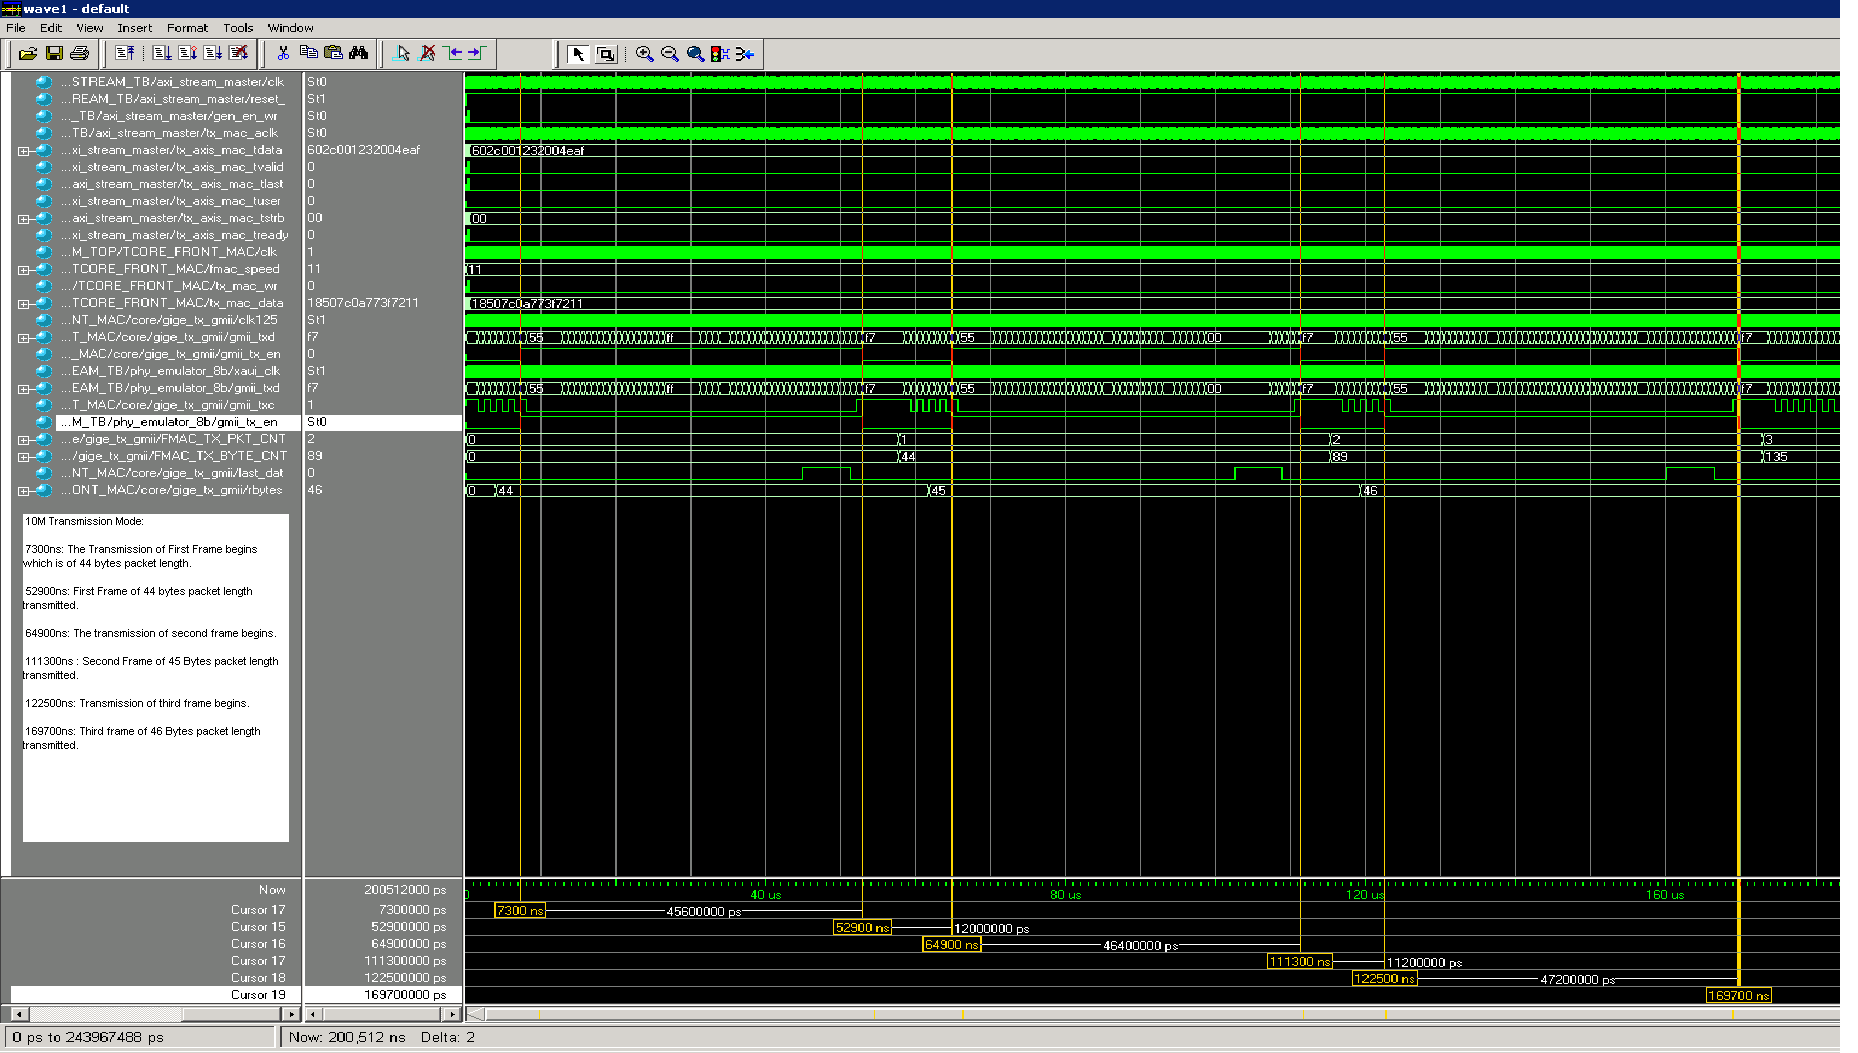 wave1 - default
File Edit View Insert Format Tools Window
...STREAM_TB/axi_stream_master/clk St0
...REAM_TB/axi_stream_master/reset_ St1
..._TB/axi_stream_master/gen_en_wr St0
...TB/axi_stream_master/tx_mac_aclk St0
...xi_stream_master/tx_axis_mac_tdata 602c001232004eaf 602c001232004eaf
...xi_stream_master/tx_axis_mac_tvalid 0
...axi_stream_master/tx_axis_mac_tlast 0
...xi_stream_master/tx_axis_mac_tuser 0
...axi_stream_master/tx_axis_mac_tstrb 00 00
...xi_stream_master/tx_axis_mac_tready 0
...M_TOP/TCORE_FRONT_MAC/clk 1
...TCORE_FRONT_MAC/fmac_speed 11 11
.../TCORE_FRONT_MAC/tx_mac_wr 0
...TCORE_FRONT_MAC/tx_mac_data 18507c0a773f7211 18507c0a773f7211
...NT_MAC/core/gige_tx_gmii/clk125 St1
...T_MAC/core/gige_tx_gmii/gmii_txd f7 55 ff f7 55 00 f7 55 f7
..._MAC/core/gige_tx_gmii/gmii_tx_en 0
...EAM_TB/phy_emulator_8b/xaui_clk St1
...EAM_TB/phy_emulator_8b/gmii_txd f7 55 ff f7 55 00 f7 55 f7
...T_MAC/core/gige_tx_gmii/gmii_txc 1
...M_TB/phy_emulator_8b/gmii_tx_en St0
...e/gige_tx_gmii/FMAC_TX_PKT_CNT 2 0 1 2 3
.../gige_tx_gmii/FMAC_TX_BYTE_CNT 89 0 44 89 135
...NT_MAC/core/gige_tx_gmii/last_dat 0
...ONT_MAC/core/gige_tx_gmii/rbytes 46 0 44 45 46
10M Transmission Mode:
7300ns: The Transmission of First Frame begins
which is of 44 bytes packet length.
52900ns: First Frame of 44 bytes packet length
transmitted.
64900ns: The transmission of second frame begins.
111300ns : Second Frame of 45 Bytes packet length
transmitted.
122500ns: Transmission of third frame begins.
169700ns: Third frame of 46 Bytes packet length
transmitted.
Now 200512000 ps 0 40 us 80 us 120 us 160 us
Cursor 17 7300000 ps 7300 ns 45600000 ps
Cursor 15 52900000 ps 52900 ns 12000000 ps
Cursor 16 64900000 ps 64900 ns 46400000 ps
Cursor 17 111300000 ps 111300 ns 11200000 ps
Cursor 18 122500000 ps 122500 ns 47200000 ps
Cursor 19 169700000 ps 169700 ns
0 ps to 243967488 ps Now: 200,512 ns Delta: 2